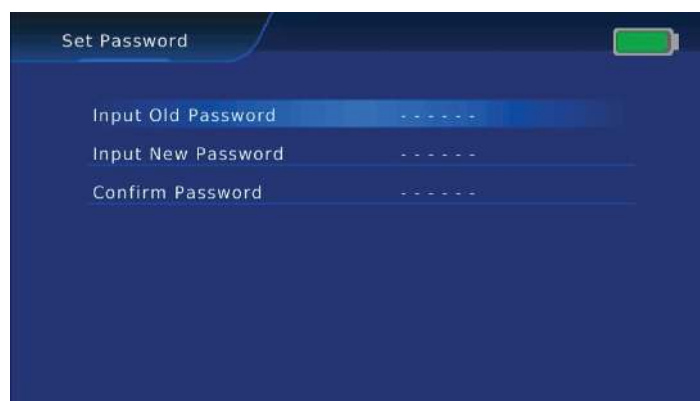 Set Password
Input Old Password - - - - - -
Input New Password - - - - - -
Confirm Password - - - - - -